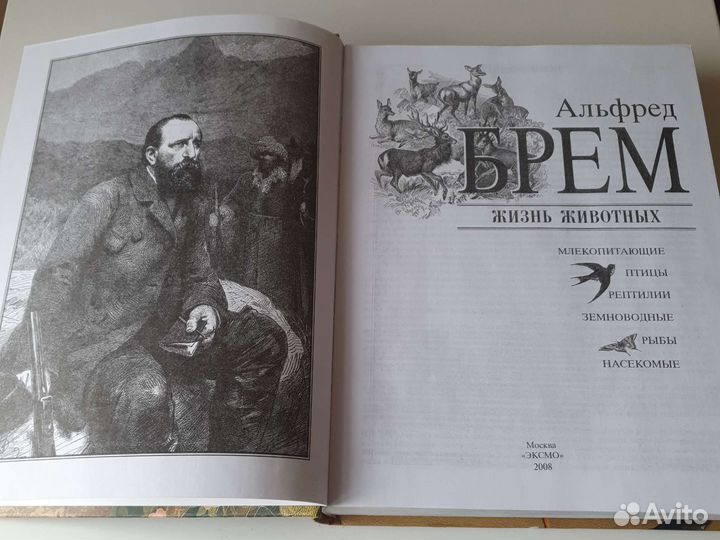 Альфред
БРЕМ
ЖИЗНЬ ЖИВОТНЫХ
МЛЕКОПИТАЮЩИЕ
ПТИЦЫ
РЕПТИЛИИ
ЗЕМНОВОДНЫЕ
РЫБЫ
НАСЕКОМЫЕ
Москва
«ЭКСМО»
2008
Avito